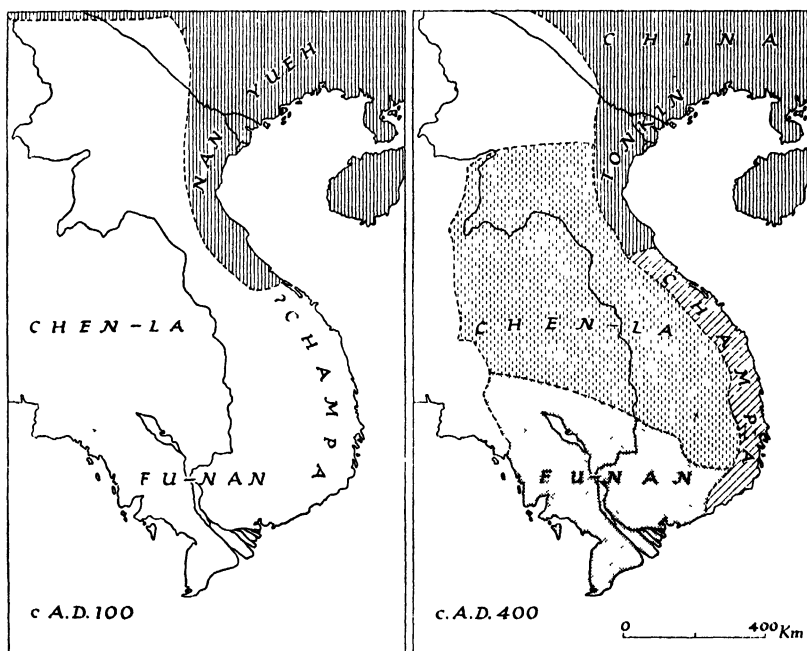 NAN YUEH
CHEN-LA
?CHAMPA
FU-NAN
c A.D.100
CHINA
TONKIN
CHAMPA
CHEN-LA
FU-NAN
c.A.D.400
0 400 Km